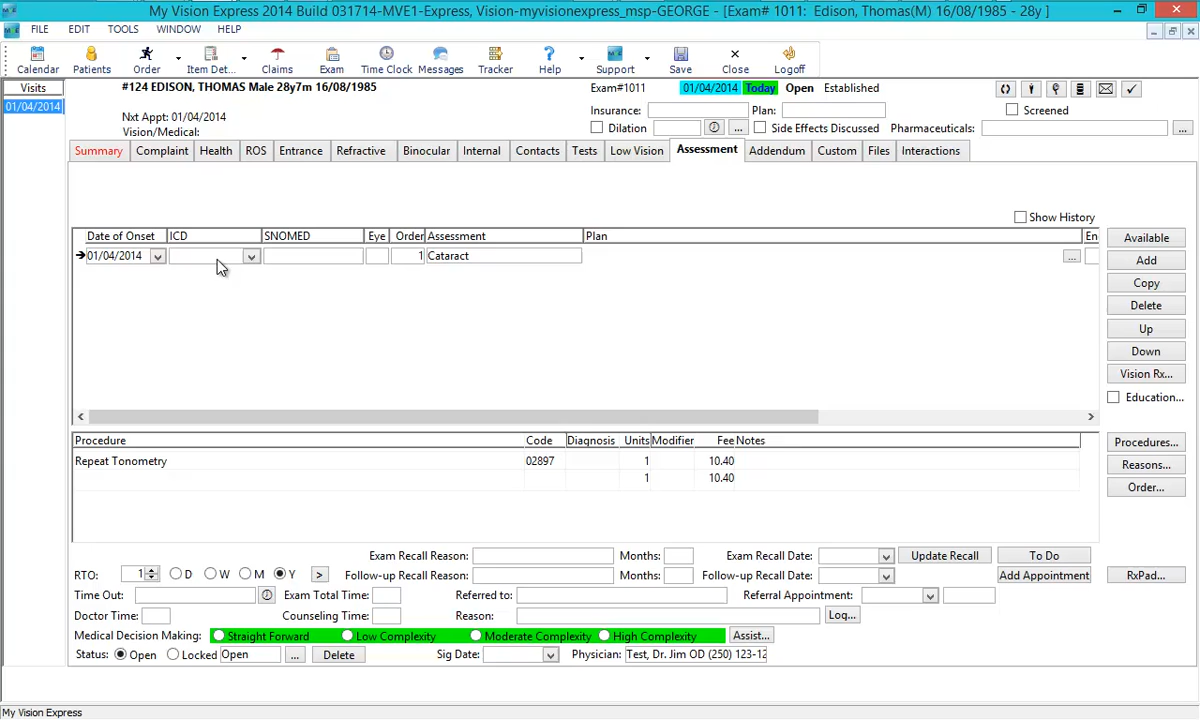 My Vision Express 2014 Build 031714-MVE1-Express, Vision-myvisionexpress_msp-GEORGE - [Exam# 1011: Edison, Thomas(M) 16/08/1985 - 28y ]
FILE EDIT TOOLS WINDOW HELP
Calendar Patients Order Item Det... Claims Exam Time Clock Messages Tracker Help Support Save Close Logoff
Visits
01/04/2014
#124 EDISON, THOMAS Male 28y7m 16/08/1985
Exam#1011 01/04/2014 Today Open Established
Insurance: Plan: Screened
Nxt Appt: 01/04/2014
Vision/Medical:
Dilation ... Side Effects Discussed Pharmaceuticals: ...
Summary Complaint Health ROS Entrance Refractive Binocular Internal Contacts Tests Low Vision Assessment Addendum Custom Files Interactions
Show History
Date of Onset ICD SNOMED Eye Order Assessment Plan En
01/04/2014 1 Cataract ...
Available
Add
Copy
Delete
Up
Down
Vision Rx...
Education...
Procedure Code Diagnosis Units Modifier Fee Notes
Repeat Tonometry 02897 1 10.40
1 10.40
Procedures...
Reasons...
Order...
Exam Recall Reason: Months: Exam Recall Date: Update Recall To Do
RTO: 1 D W M Y > Follow-up Recall Reason: Months: Follow-up Recall Date: Add Appointment RxPad...
Time Out: Exam Total Time: Referred to: Referral Appointment:
Doctor Time: Counseling Time: Reason: Log...
Medical Decision Making: Straight Forward Low Complexity Moderate Complexity High Complexity Assist...
Status: Open Locked Open ... Delete Sig Date: Physician: Test, Dr. Jim OD (250) 123-12
My Vision Express